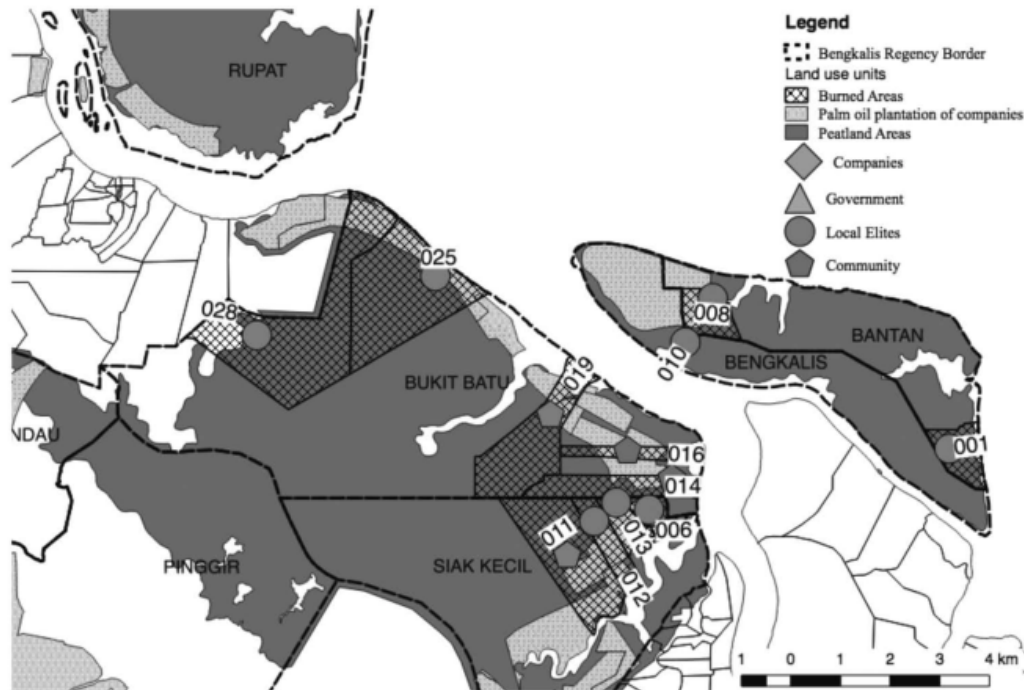 Legend
Bengkalis Regency Border
Land use units
Burned Areas
Palm oil plantation of companies
Peatland Areas
Companies
Government
Local Elites
Community
RUPAT
025
028
008
BANTAN
010
BENGKALIS
BUKIT BATU
019
NDAU
001
016
014
011
013
006
PINGGIR
SIAK KECIL
012
1 0 1 2 3 4 km